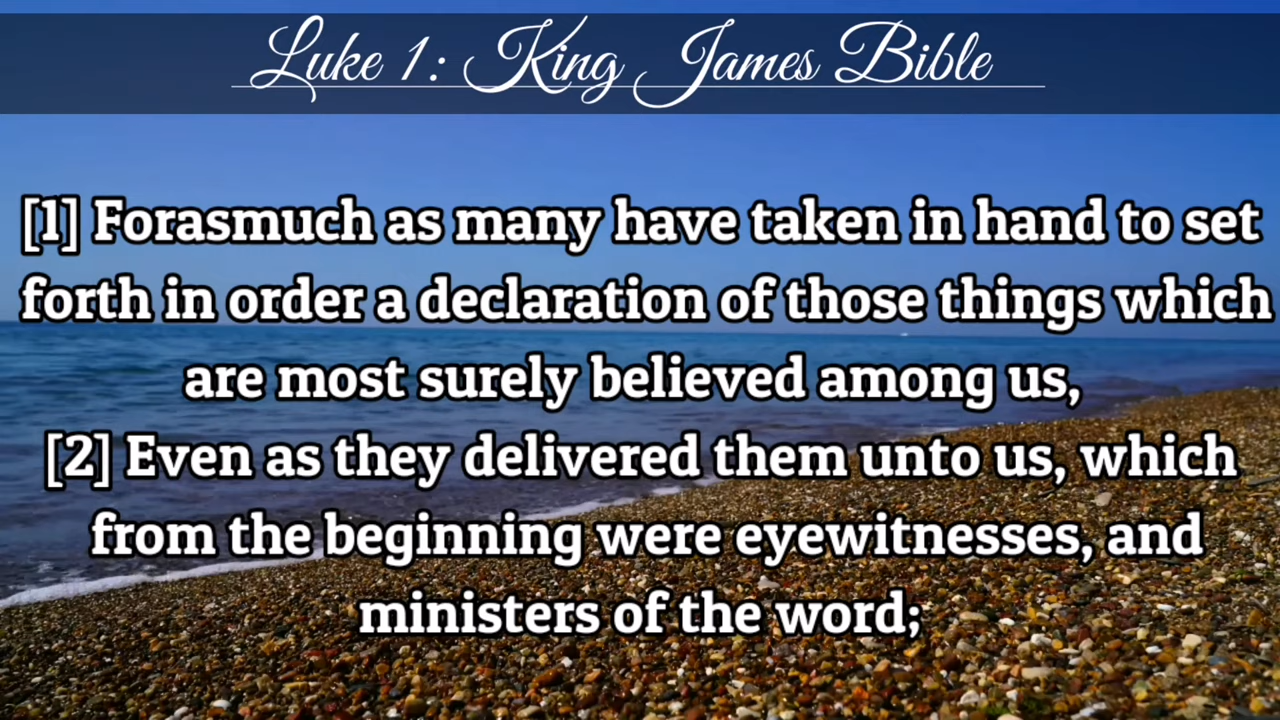 Luke 1: King James Bible
[1] Forasmuch as many have taken in hand to set
forth in order a declaration of those things which
are most surely believed among us,
[2] Even as they delivered them unto us, which
from the beginning were eyewitnesses, and
ministers of the word;